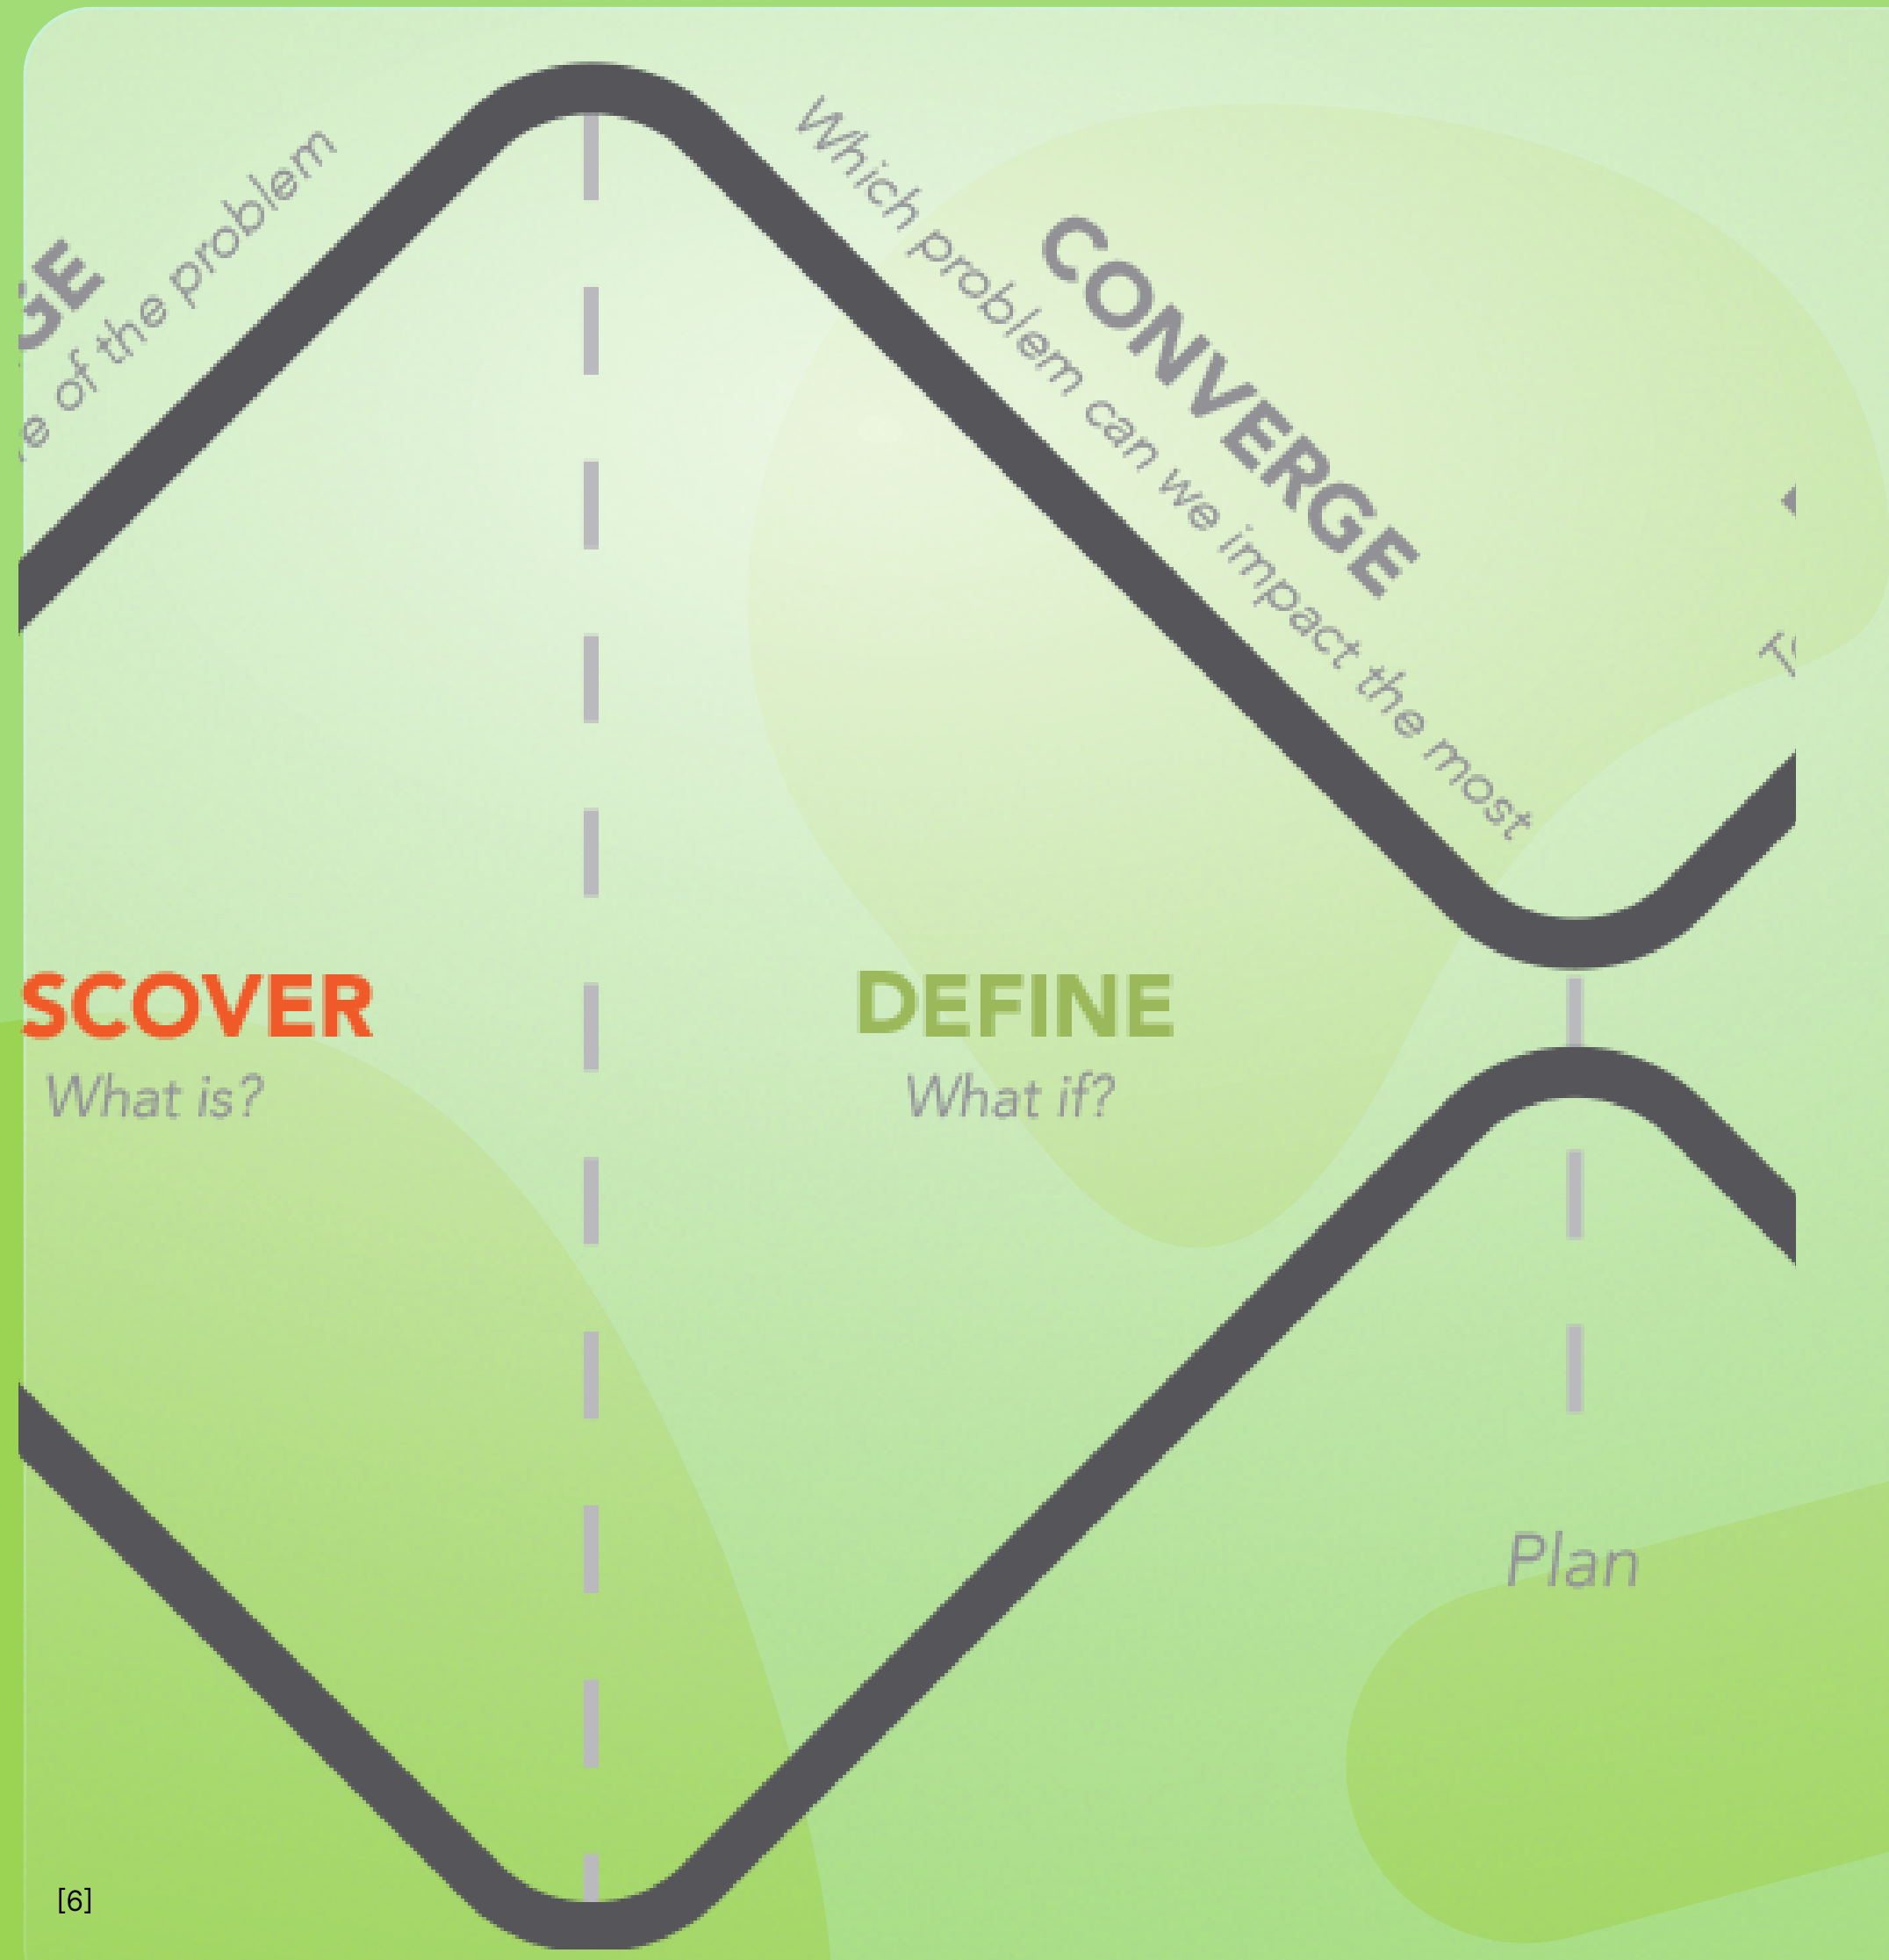 GE
e of the problem
CONVERGE
Which problem can we impact the most
SCOVER
What is?
DEFINE
What if?
Plan
[6]